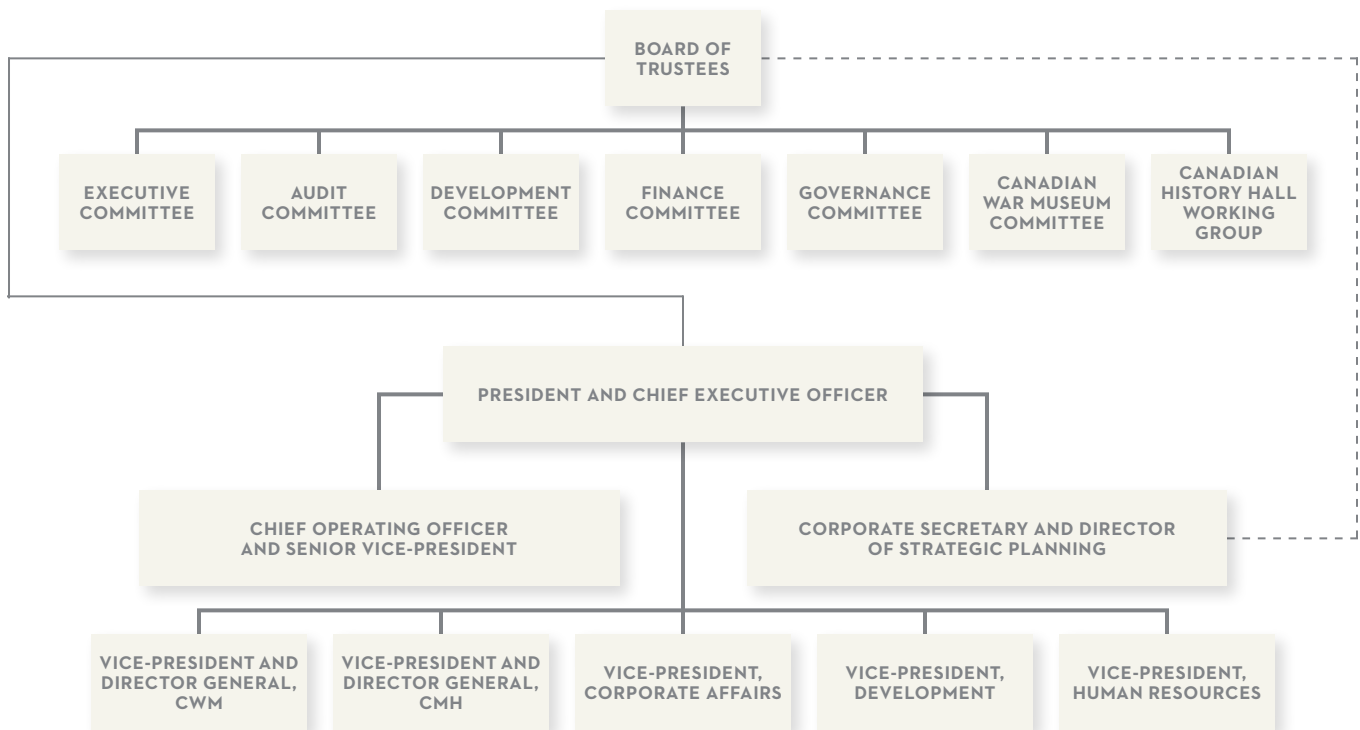 BOARD OF
TRUSTEES
EXECUTIVE
COMMITTEE
AUDIT
COMMITTEE
DEVELOPMENT
COMMITTEE
FINANCE
COMMITTEE
GOVERNANCE
COMMITTEE
CANADIAN
WAR MUSEUM
COMMITTEE
CANADIAN
HISTORY HALL
WORKING
GROUP
PRESIDENT AND CHIEF EXECUTIVE OFFICER
CHIEF OPERATING OFFICER
AND SENIOR VICE-PRESIDENT
CORPORATE SECRETARY AND DIRECTOR
OF STRATEGIC PLANNING
VICE-PRESIDENT AND
DIRECTOR GENERAL,
CWM
VICE-PRESIDENT AND
DIRECTOR GENERAL,
CMH
VICE-PRESIDENT,
CORPORATE AFFAIRS
VICE-PRESIDENT,
DEVELOPMENT
VICE-PRESIDENT,
HUMAN RESOURCES